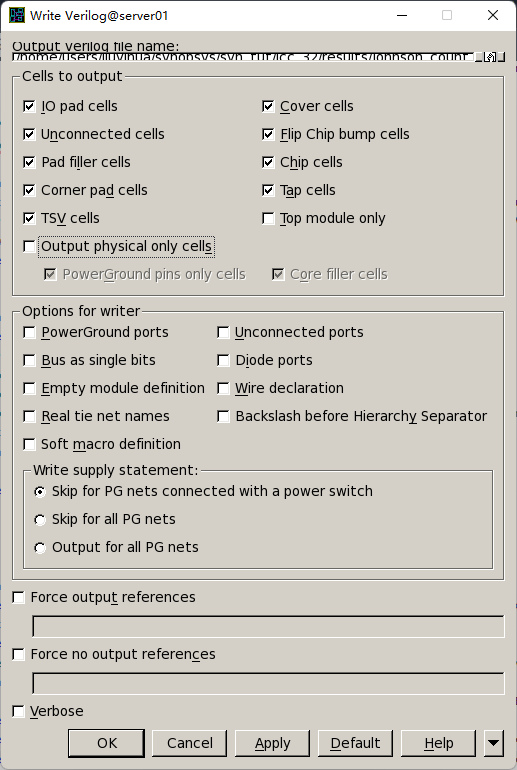 Write Verilog@server01
Output verilog file name:
/home/users/liuyihua/synopsys/syn_tut/icc_32/results/johnson_count
Cells to output
IO pad cells
Cover cells
Unconnected cells
Flip Chip bump cells
Pad filler cells
Chip cells
Corner pad cells
Tap cells
TSV cells
Top module only
Output physical only cells
PowerGround pins only cells
Core filler cells
Options for writer
PowerGround ports
Unconnected ports
Bus as single bits
Diode ports
Empty module definition
Wire declaration
Real tie net names
Backslash before Hierarchy Separator
Soft macro definition
Write supply statement:
Skip for PG nets connected with a power switch
Skip for all PG nets
Output for all PG nets
Force output references
Force no output references
Verbose
OK
Cancel
Apply
Default
Help